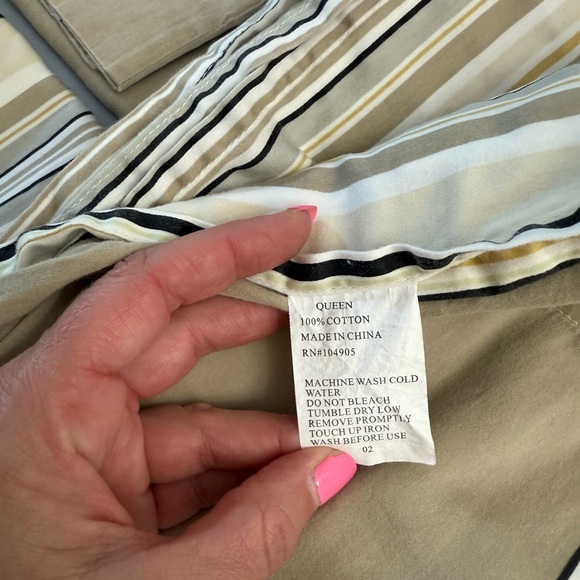 QUEEN
100% COTTON
MADE IN CHINA
RN#104905
MACHINE WASH COLD
WATER
DO NOT BLEACH
TUMBLE DRY LOW
REMOVE PROMPTLY
TOUCH UP IRON
WASH BEFORE USE
02